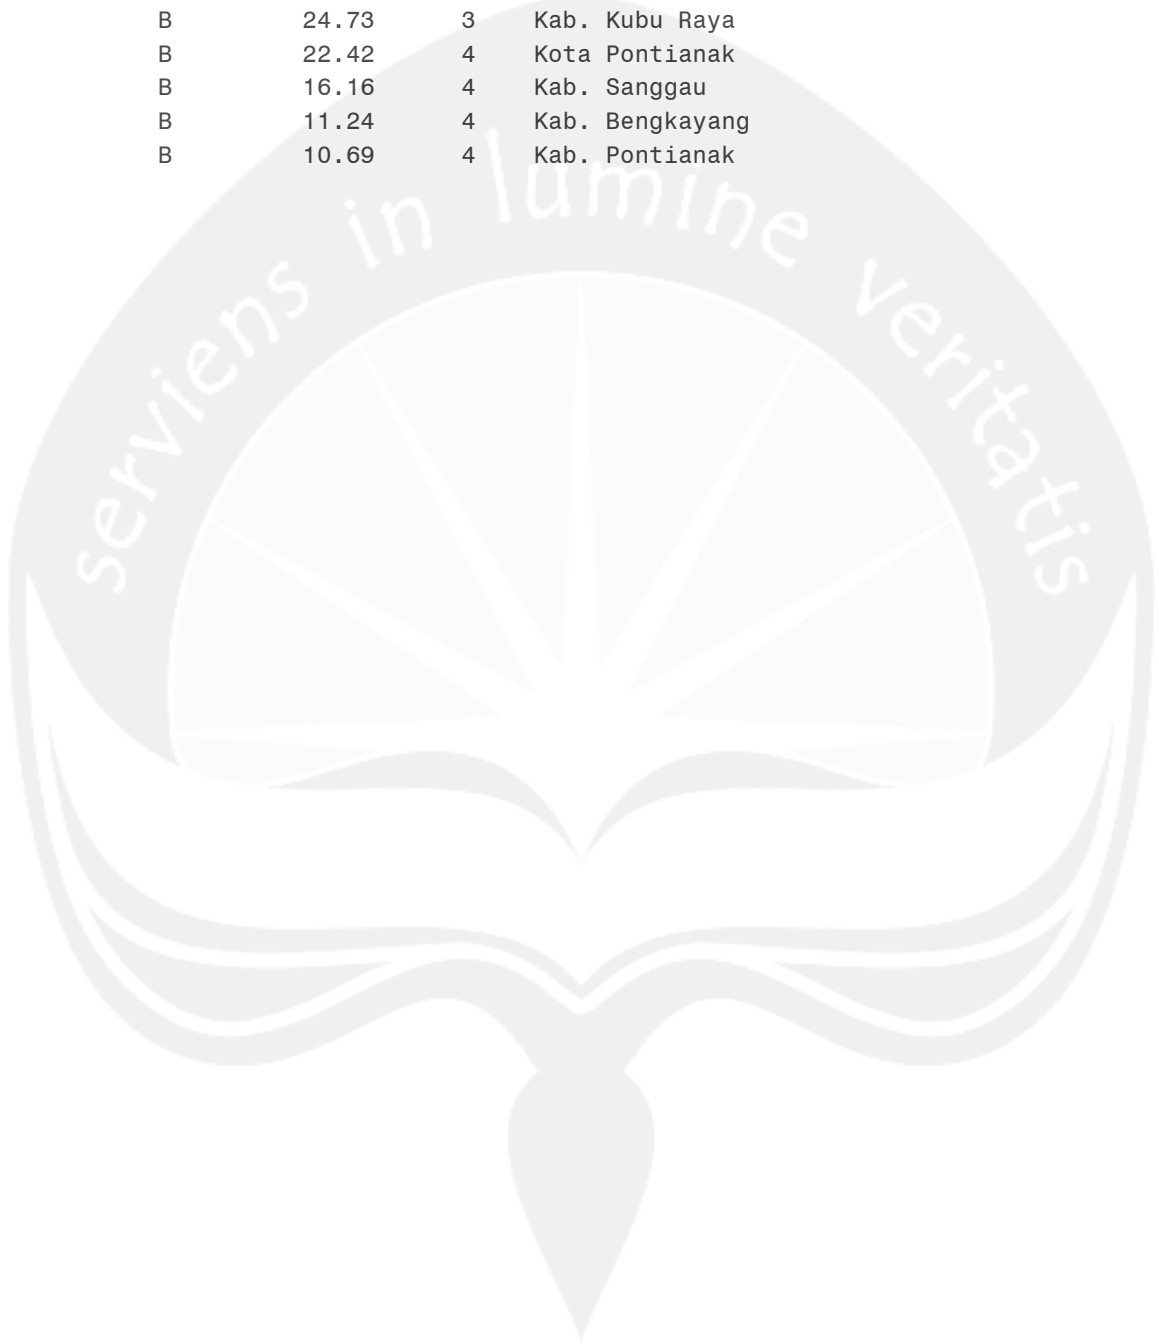 B 24.73 3 Kab. Kubu Raya
B 22.42 4 Kota Pontianak
B 16.16 4 Kab. Sanggau
B 11.24 4 Kab. Bengkayang
B 10.69 4 Kab. Pontianak
serviens in lumine veritatis